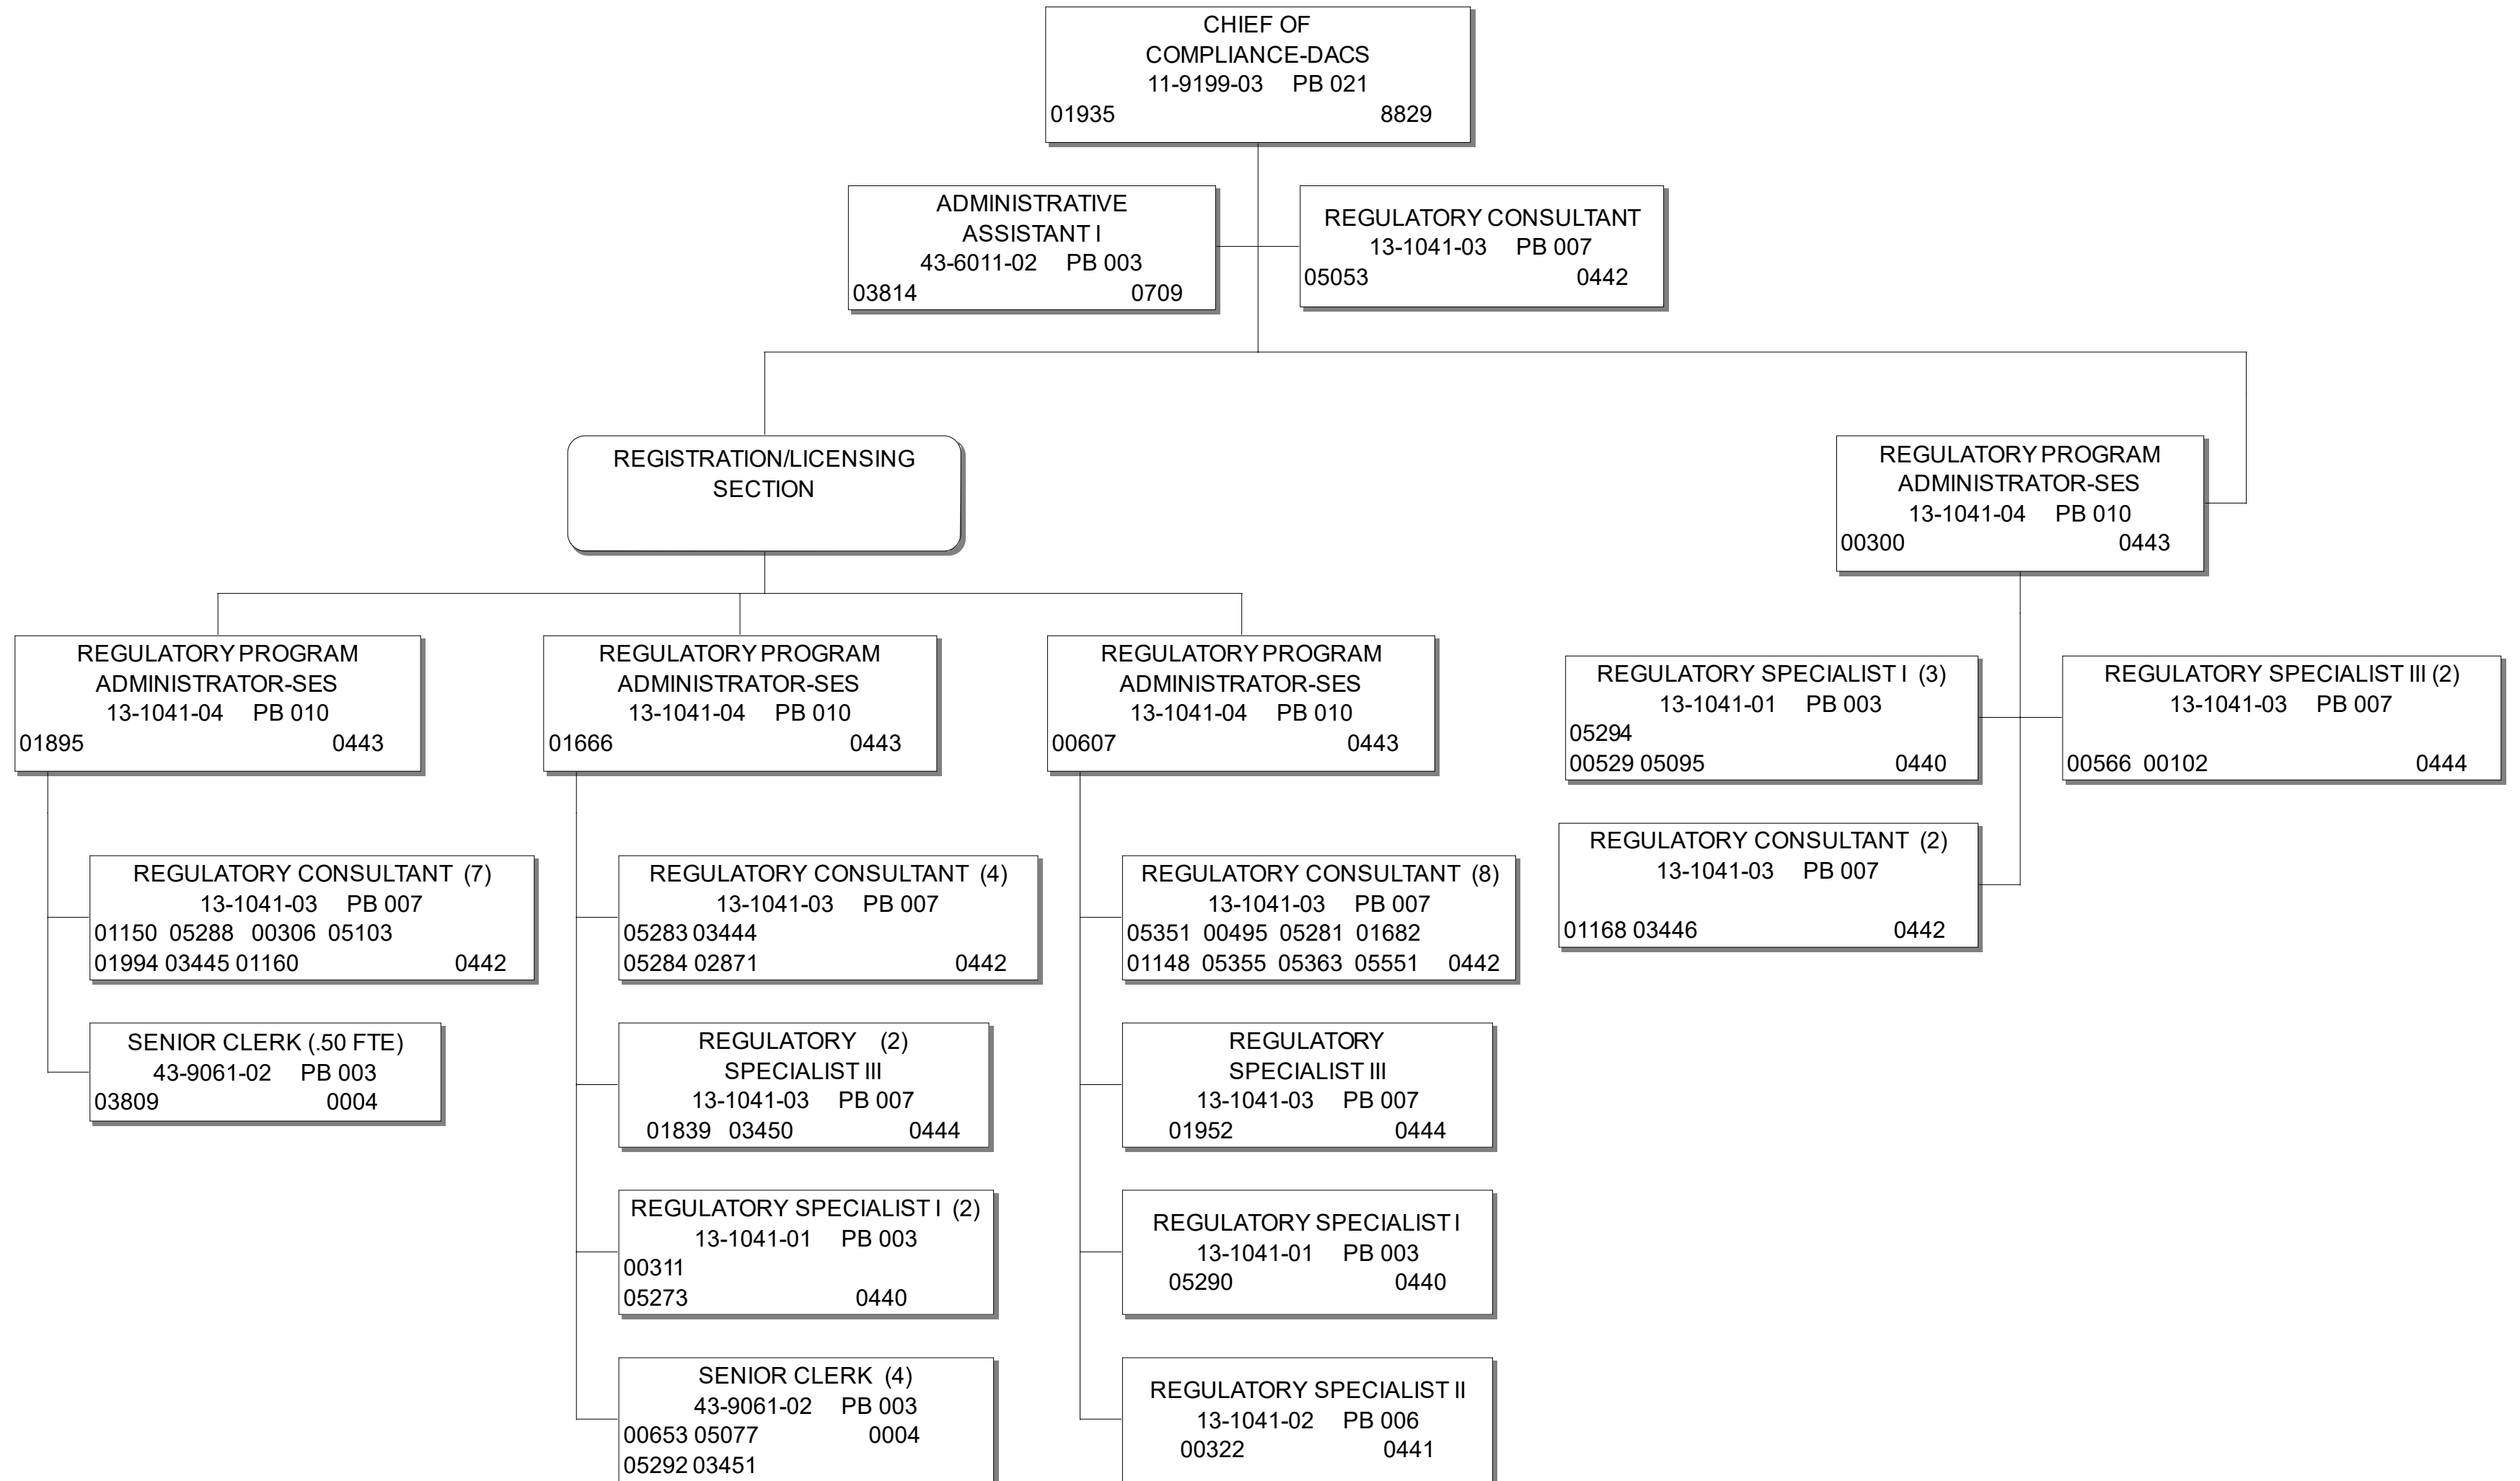 CHIEF OF
COMPLIANCE-DACS
11-9199-03 PB 021
01935 8829
ADMINISTRATIVE
ASSISTANT I
43-6011-02 PB 003
03814 0709
REGULATORY CONSULTANT
13-1041-03 PB 007
05053 0442
REGISTRATION/LICENSING
SECTION
REGULATORY PROGRAM
ADMINISTRATOR-SES
13-1041-04 PB 010
00300 0443
REGULATORY PROGRAM
ADMINISTRATOR-SES
13-1041-04 PB 010
01895 0443
REGULATORY PROGRAM
ADMINISTRATOR-SES
13-1041-04 PB 010
01666 0443
REGULATORY PROGRAM
ADMINISTRATOR-SES
13-1041-04 PB 010
00607 0443
REGULATORY SPECIALIST I (3)
13-1041-01 PB 003
05294
00529 05095 0440
REGULATORY SPECIALIST III (2)
13-1041-03 PB 007
00566 00102 0444
REGULATORY CONSULTANT (2)
13-1041-03 PB 007
01168 03446 0442
REGULATORY CONSULTANT (7)
13-1041-03 PB 007
01150 05288 00306 05103
01994 03445 01160 0442
SENIOR CLERK (.50 FTE)
43-9061-02 PB 003
03809 0004
REGULATORY CONSULTANT (4)
13-1041-03 PB 007
05283 03444
05284 02871 0442
REGULATORY (2)
SPECIALIST III
13-1041-03 PB 007
01839 03450 0444
REGULATORY SPECIALIST I (2)
13-1041-01 PB 003
00311
05273 0440
SENIOR CLERK (4)
43-9061-02 PB 003
00653 05077 0004
05292 03451
REGULATORY CONSULTANT (8)
13-1041-03 PB 007
05351 00495 05281 01682
01148 05355 05363 05551 0442
REGULATORY
SPECIALIST III
13-1041-03 PB 007
01952 0444
REGULATORY SPECIALIST I
13-1041-01 PB 003
05290 0440
REGULATORY SPECIALIST II
13-1041-02 PB 006
00322 0441